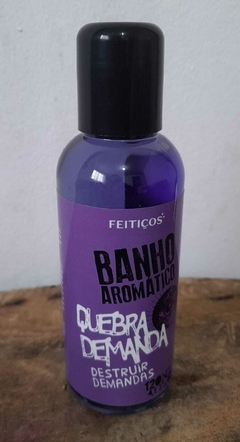 FEITIÇOS
BANHO
AROMÁTICO
QUEBRA
DEMANDA
DESTRUIR
DEMANDAS